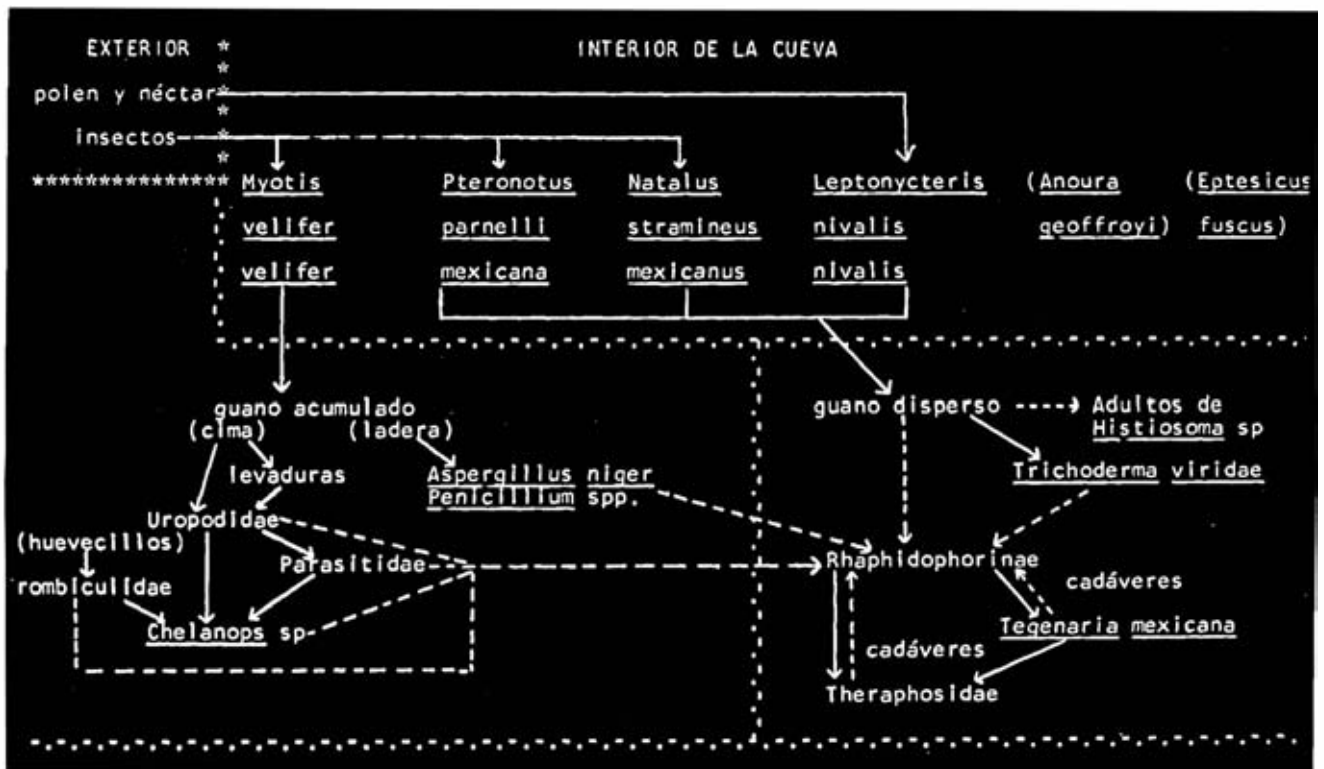 EXTERIOR
INTERIOR DE LA CUEVA
polen y néctar
insectos
Myotis Pteronotus Natalus Leptonycteris (Anoura (Eptesicus
velifer parnelli stramineus nivalis geoffroyi) fuscus)
velifer mexicana mexicanus nivalis
guano acumulado guano disperso Adultos de
(cima) (ladera) Histiosoma sp
levaduras Aspergillus niger Trichoderma viridae
Penicillium spp.
Uropodidae
(huevecillos) Parasitidae Rhaphidophorinae
rombiculidae cadáveres
Chelanops sp Tegenaria mexicana
cadáveres
Theraphosidae